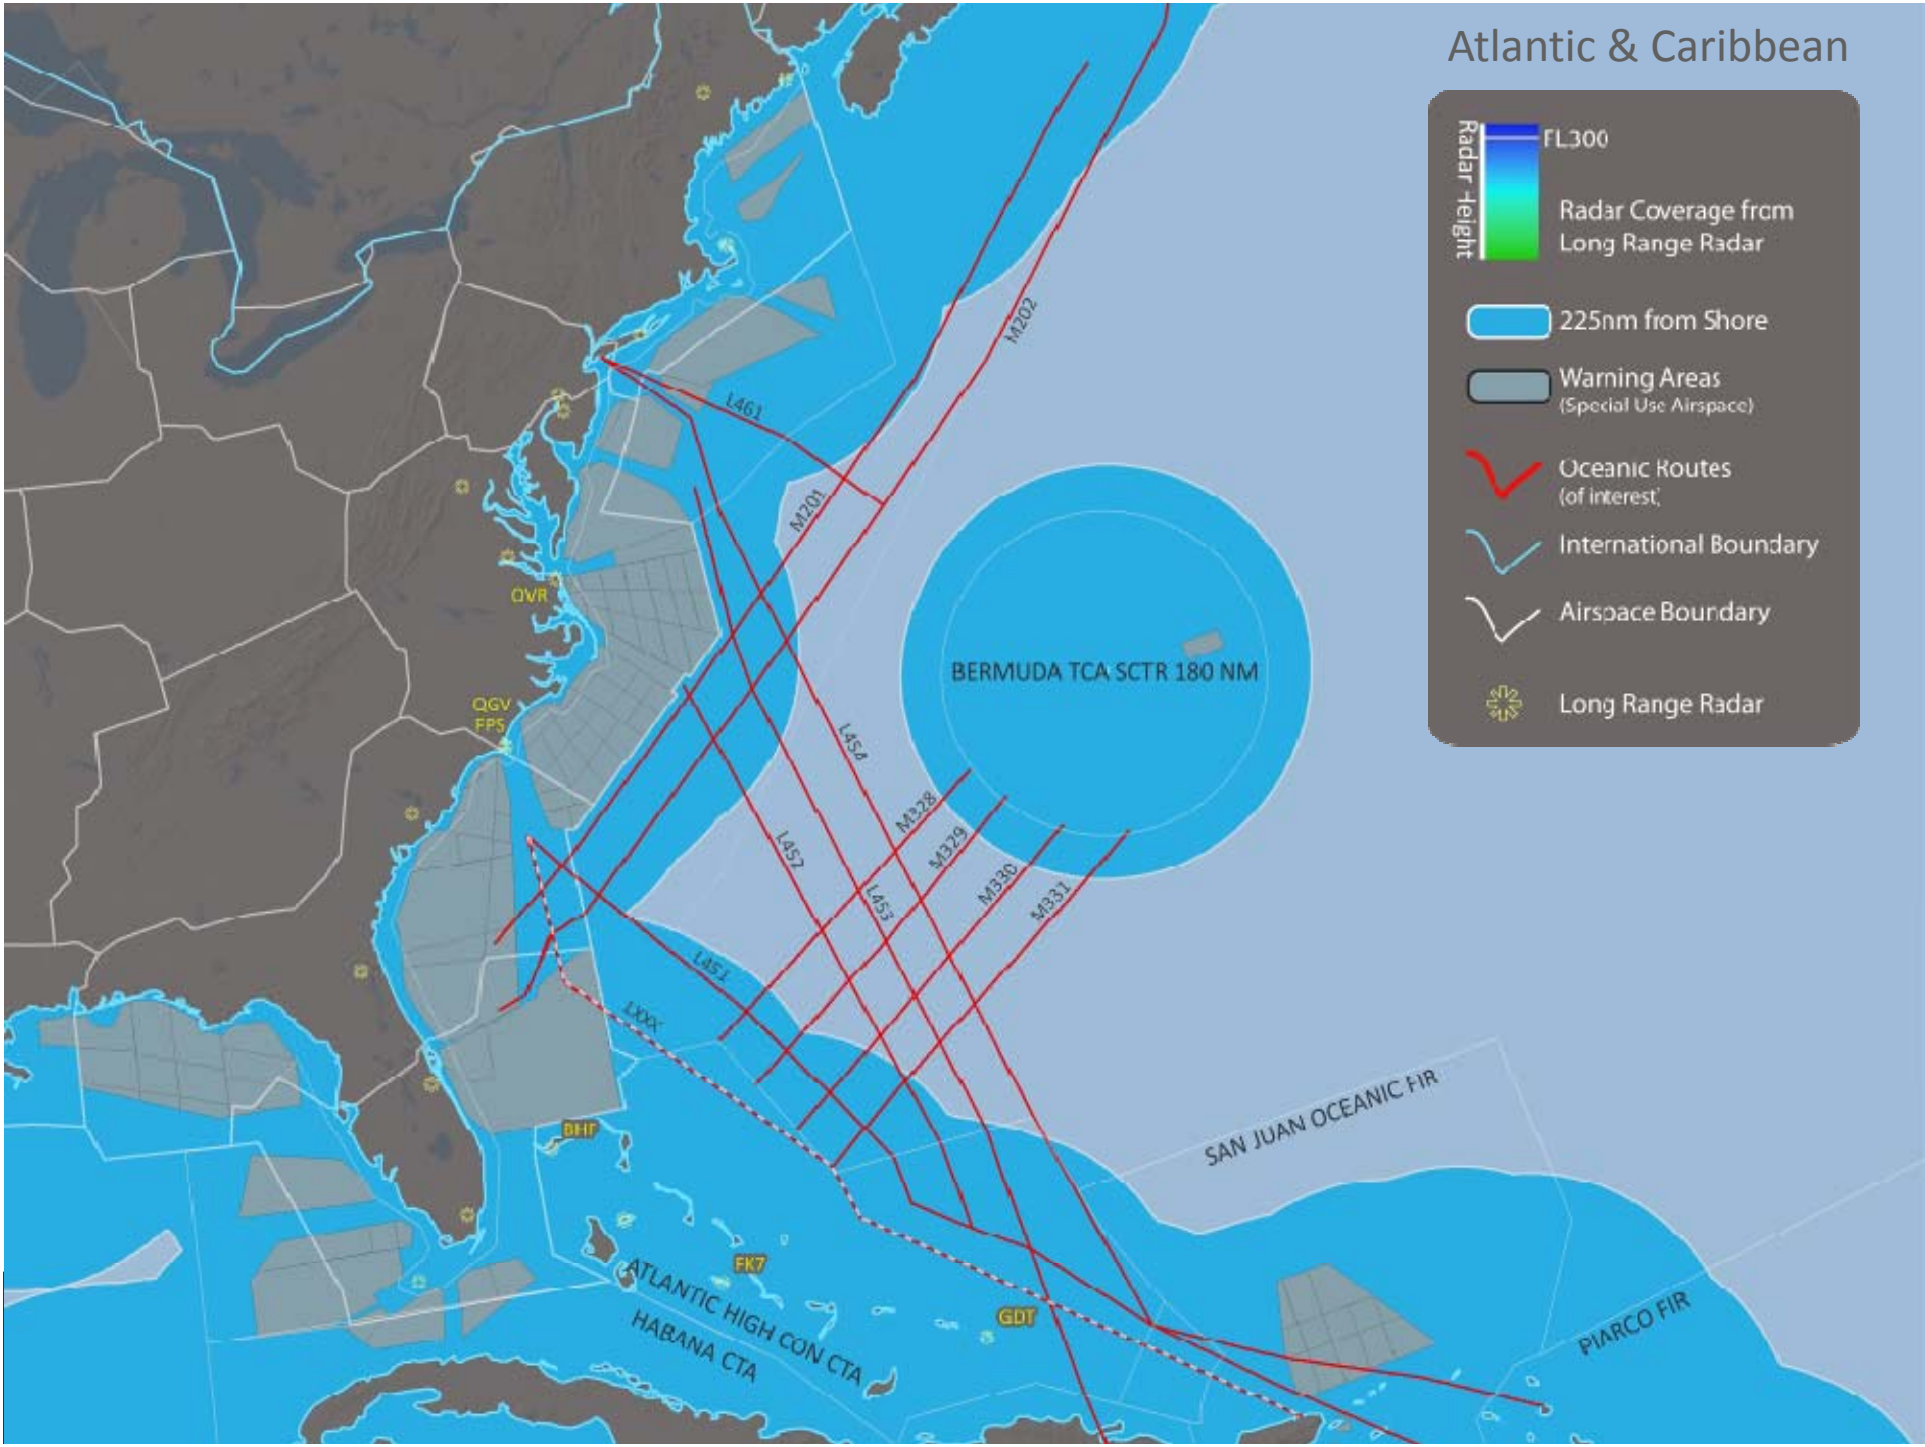 Atlantic & Caribbean
Radar Height
FL300
Radar Coverage from
Long Range Radar
225nm from Shore
Warning Areas
(Special Use Airspace)
Oceanic Routes
(of interest)
International Boundary
Airspace Boundary
Long Range Radar
M202
L461
M201
QVR
BERMUDA TCA SCTR 180 NM
QGV
FPS
L454
M328
M329
L452
M330
L453
M331
L451
LXXX
SAN JUAN OCEANIC FIR
BHF
FK7
ATLANTIC HIGH CON CTA
HABANA CTA
GDT
PIARCO FIR